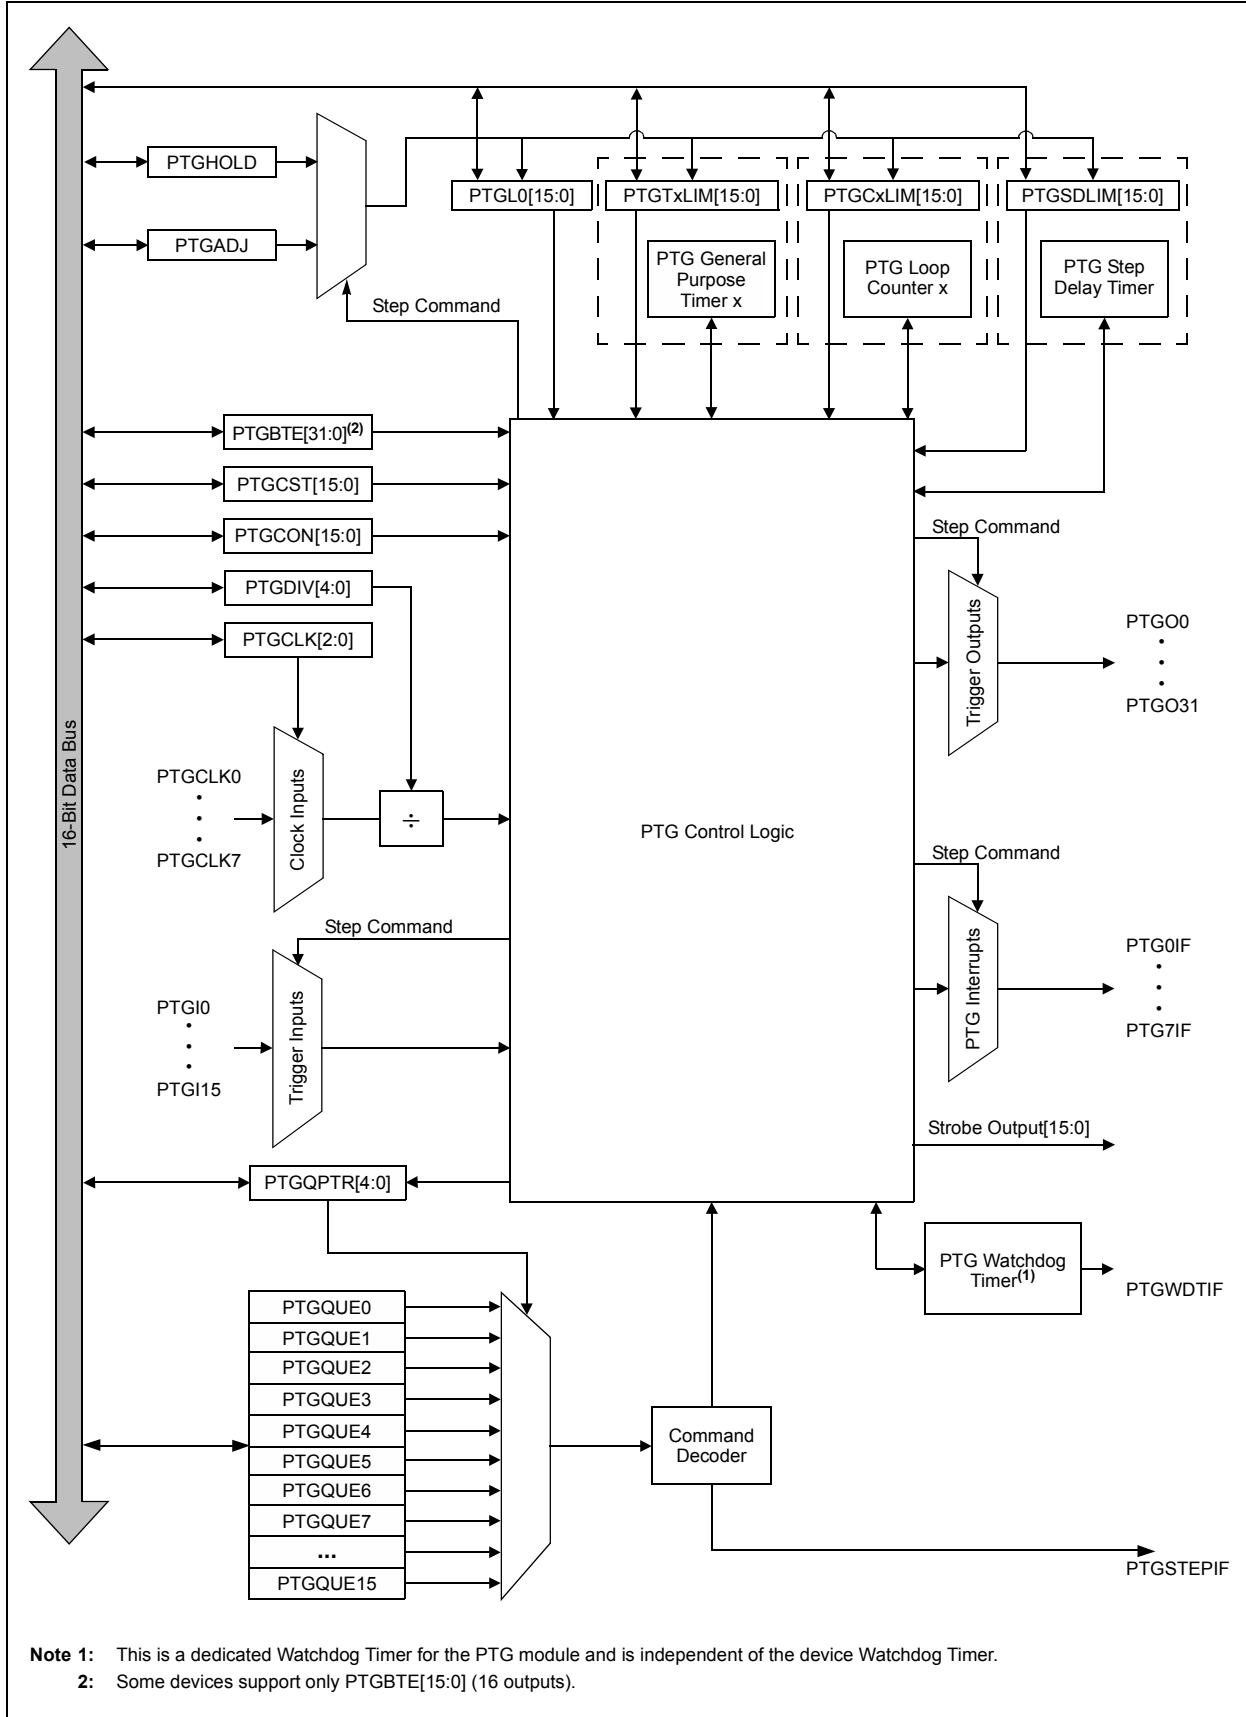 PTGHOLD
PTGADJ
PTGL0[15:0]
PTGTxLIM[15:0]
PTGCxLIM[15:0]
PTGSDLIM[15:0]
PTG General
Purpose
Timer x
PTG Loop
Counter x
PTG Step
Delay Timer
Step Command
PTGBTE[31:0](2)
PTGCST[15:0]
PTGCON[15:0]
PTGDIV[4:0]
PTGCLK[2:0]
16-Bit Data Bus
PTGCLK0
•
•
•
PTGCLK7
Clock Inputs
÷
PTG Control Logic
Step Command
Trigger Outputs
PTGO0
•
•
•
PTGO31
Step Command
PTG Interrupts
PTG0IF
•
•
•
PTG7IF
Step Command
Trigger Inputs
PTGI0
•
•
•
PTGI15
Strobe Output[15:0]
PTGQPTR[4:0]
PTG Watchdog
Timer(1)
PTGWDTIF
PTGQUE0
PTGQUE1
PTGQUE2
PTGQUE3
PTGQUE4
PTGQUE5
PTGQUE6
PTGQUE7
...
PTGQUE15
Command
Decoder
PTGSTEPIF
Note 1: This is a dedicated Watchdog Timer for the PTG module and is independent of the device Watchdog Timer.
2: Some devices support only PTGBTE[15:0] (16 outputs).